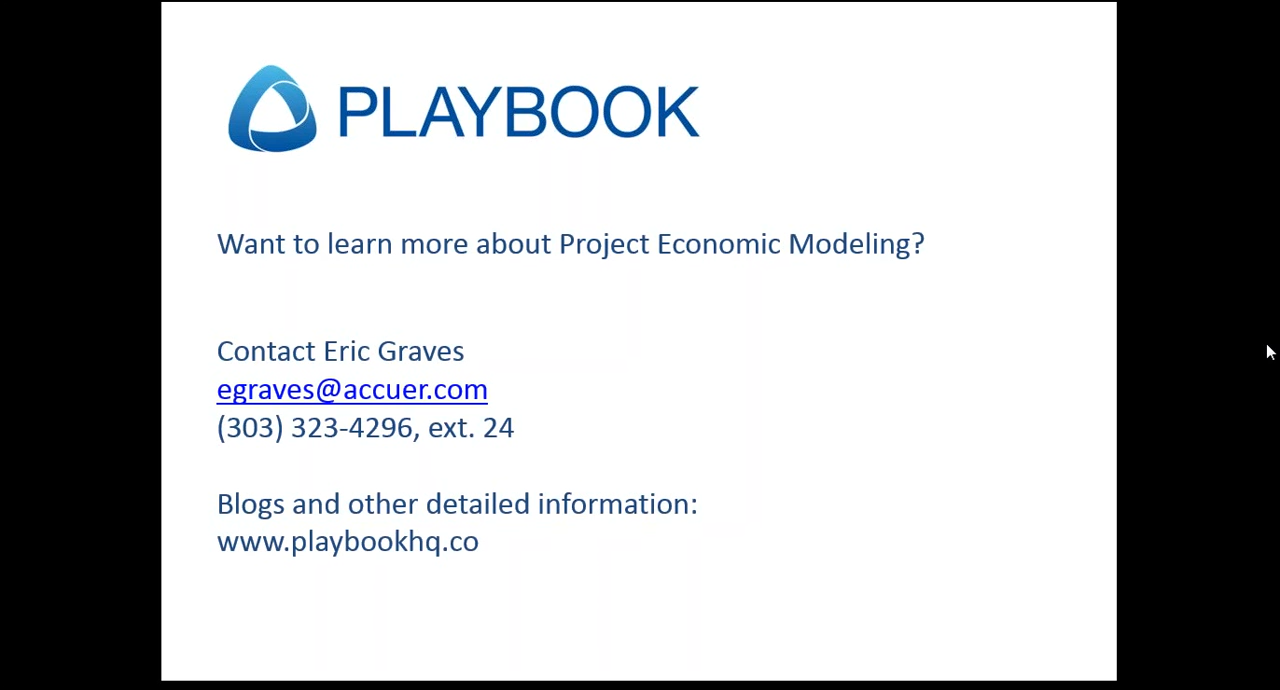 PLAYBOOK
Want to learn more about Project Economic Modeling?
Contact Eric Graves
egraves@accuer.com
(303) 323-4296, ext. 24
Blogs and other detailed information:
www.playbookhq.co